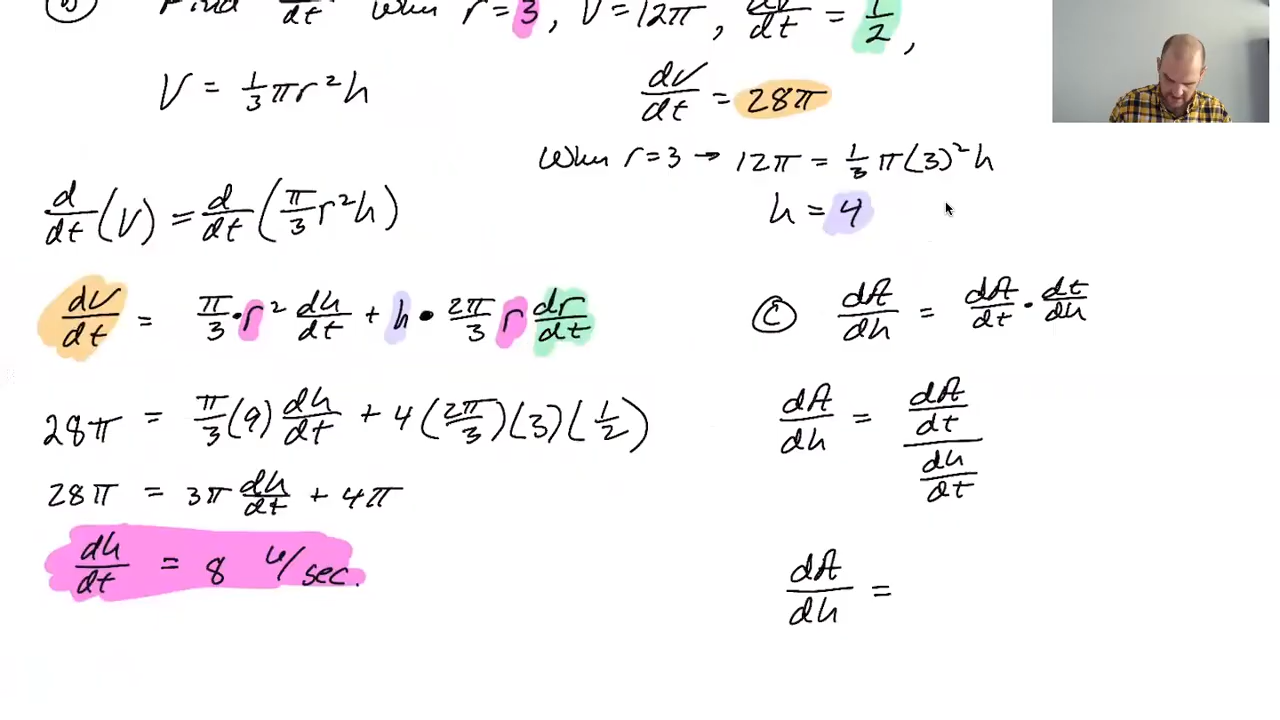 ⓑ Find /dt when r = 3, V = 12π, dr/dt = 1/2,
V = 1/3 πr²h
dV/dt = 28π
When r = 3 → 12π = 1/3 π(3)² h
h = 4
d/dt (V) = d/dt (π/3 r²h)
dV/dt = π/3 • r² dh/dt + h • 2π/3 r dr/dt
28π = π/3 (9) dh/dt + 4 (2π/3)(3)(1/2)
28π = 3π dh/dt + 4π
dh/dt = 8 u/sec.
ⓒ dA/dh = dA/dt · dt/dh
dA/dh = dA/dt / dh/dt
dA/dh =